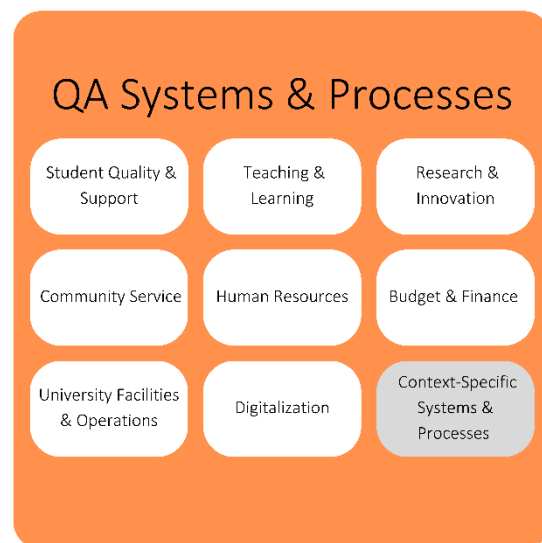 QA Systems & Processes
Student Quality &
Support
Teaching &
Learning
Research &
Innovation
Community Service
Human Resources
Budget & Finance
University Facilities
& Operations
Digitalization
Context-Specific
Systems &
Processes